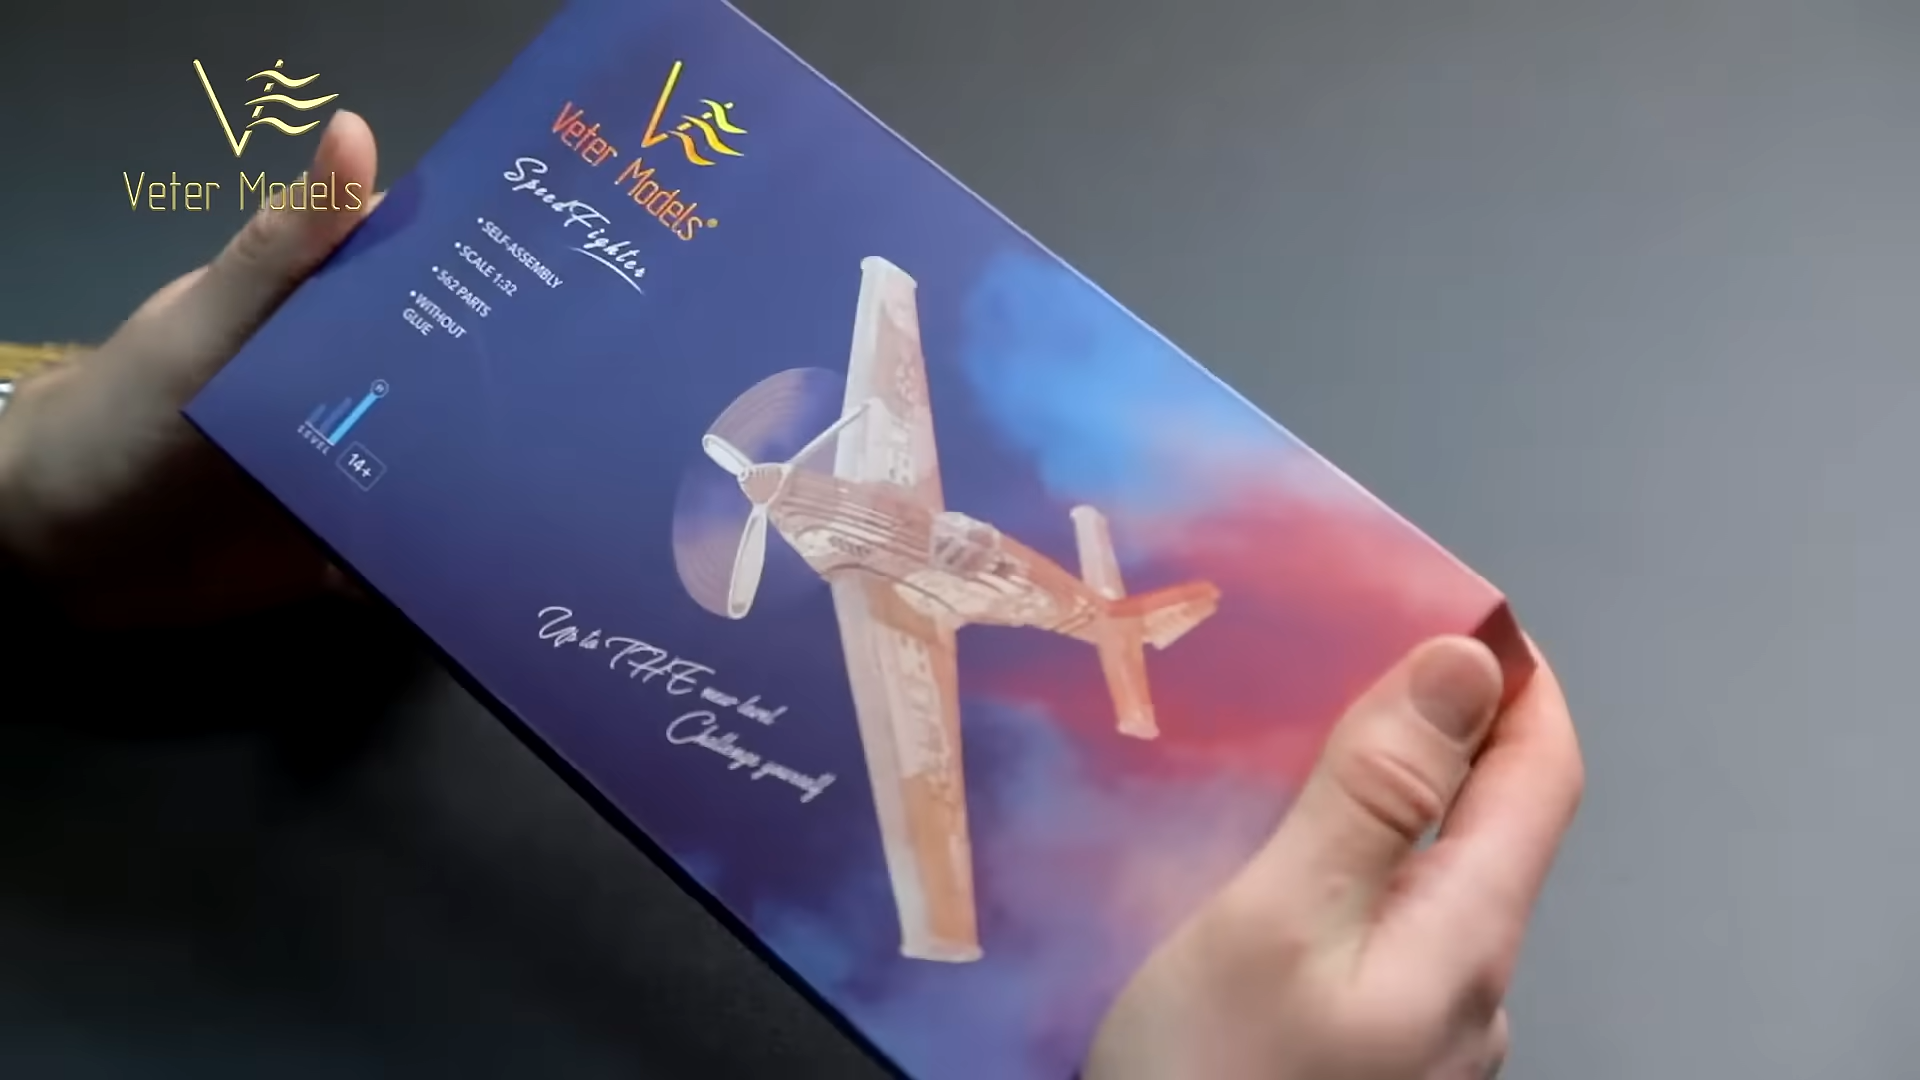 Veter Models
Veter Models®
SpeedFighter
• SELF-ASSEMBLY
• SCALE 1:32
• 562 PARTS
• WITHOUT
GLUE
LEVEL
14+
Up to THE new level
Challenge yourself